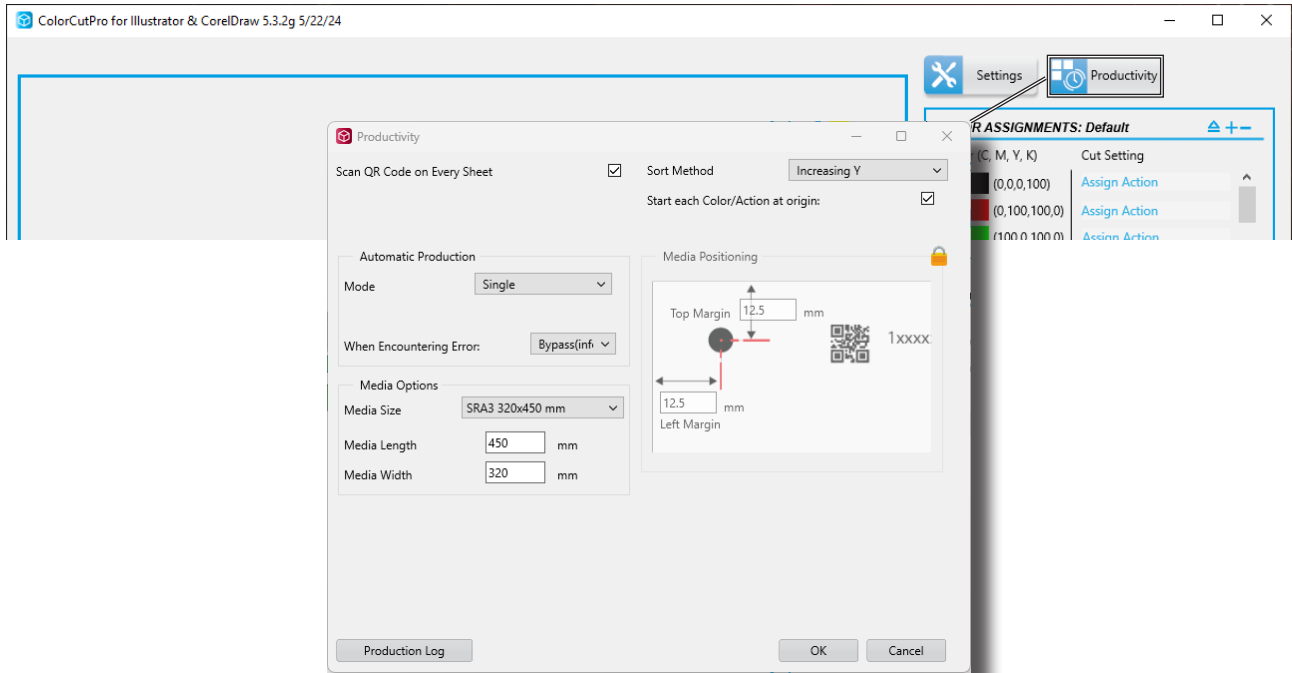 ColorCutPro for Illustrator & CorelDraw 5.3.2g 5/22/24
Settings
Productivity
R ASSIGNMENTS: Default
(C, M, Y, K) Cut Setting
(0,0,0,100) Assign Action
(0,100,100,0) Assign Action
(100,0,100,0) Assign Action
Productivity
Scan QR Code on Every Sheet
Sort Method Increasing Y
Start each Color/Action at origin:
Automatic Production
Mode Single
When Encountering Error: Bypass(inf
Media Options
Media Size SRA3 320x450 mm
Media Length 450 mm
Media Width 320 mm
Media Positioning
Top Margin 12.5 mm
1xxxx
12.5 mm
Left Margin
Production Log
OK
Cancel